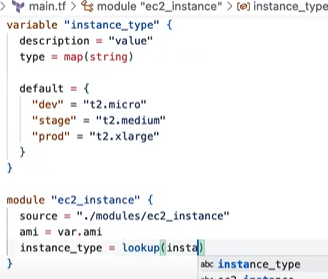 > main.tf > module "ec2_instance" > instance_type
variable "instance_type" {
description = "value"
type = map(string)
default = {
"dev" = "t2.micro"
"stage" = "t2.medium"
"prod" = "t2.xlarge"
}
}
module "ec2_instance" {
source = "./modules/ec2_instance"
ami = var.ami
instance_type = lookup(insta)
abc instance_type
}